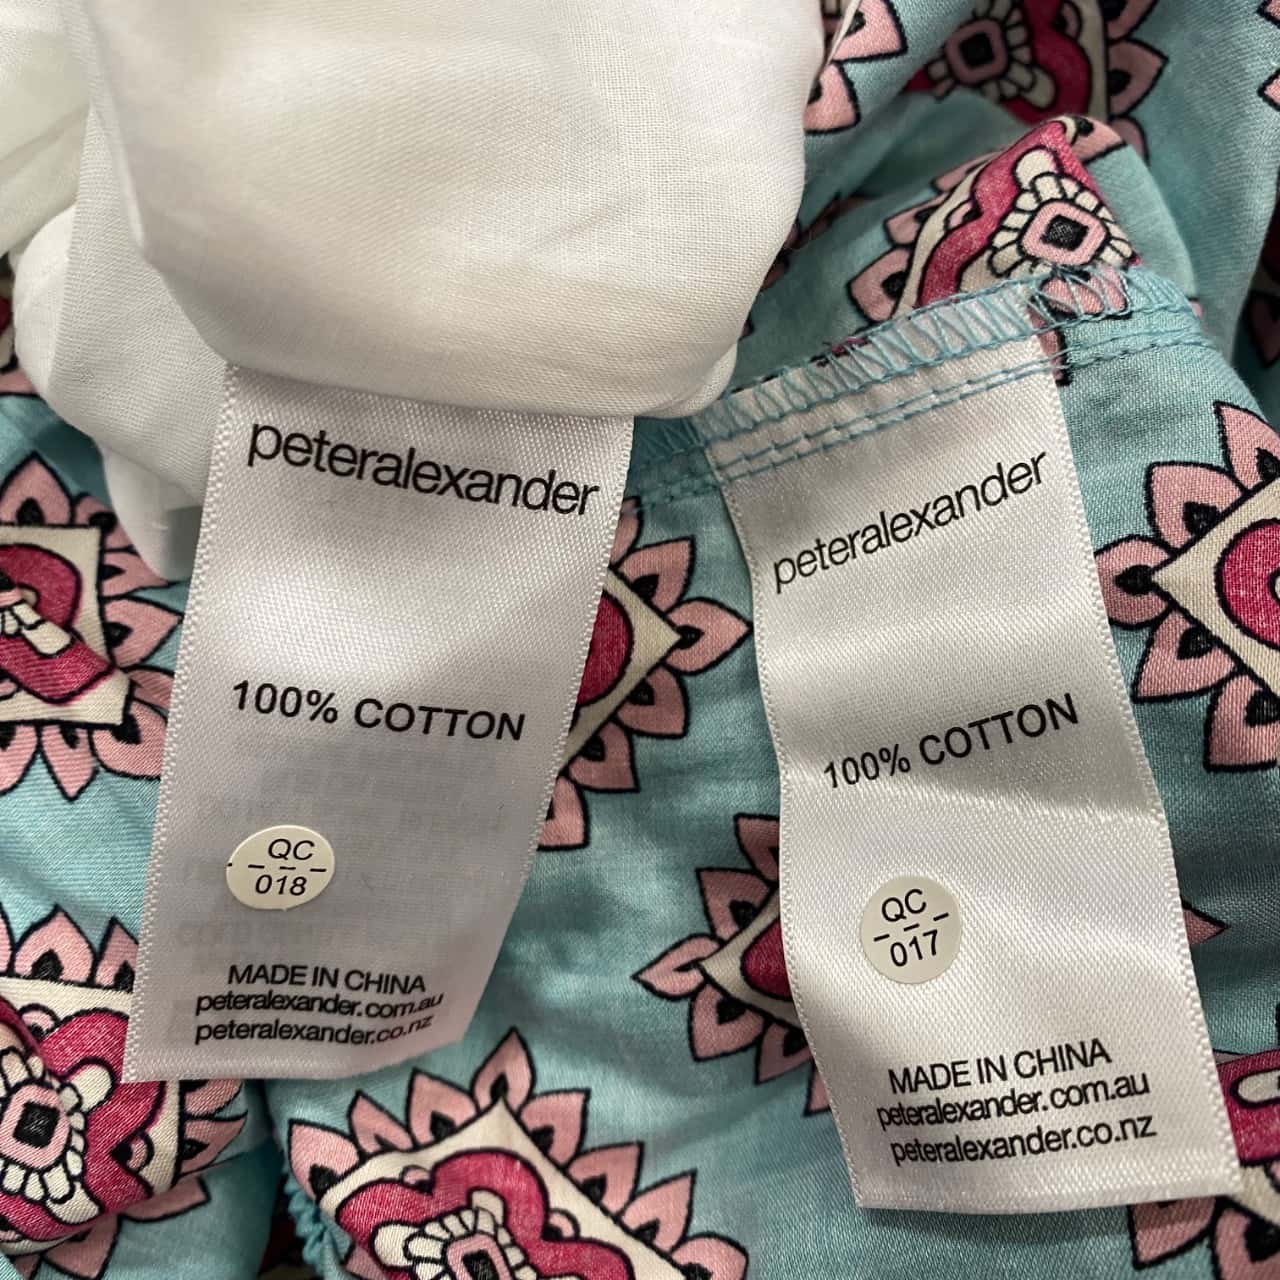 peteralexander
100% COTTON
QC
018
MADE IN CHINA
peteralexander.com.au
peteralexander.co.nz
peteralexander
100% COTTON
QC
017
MADE IN CHINA
peteralexander.com.au
peteralexander.co.nz